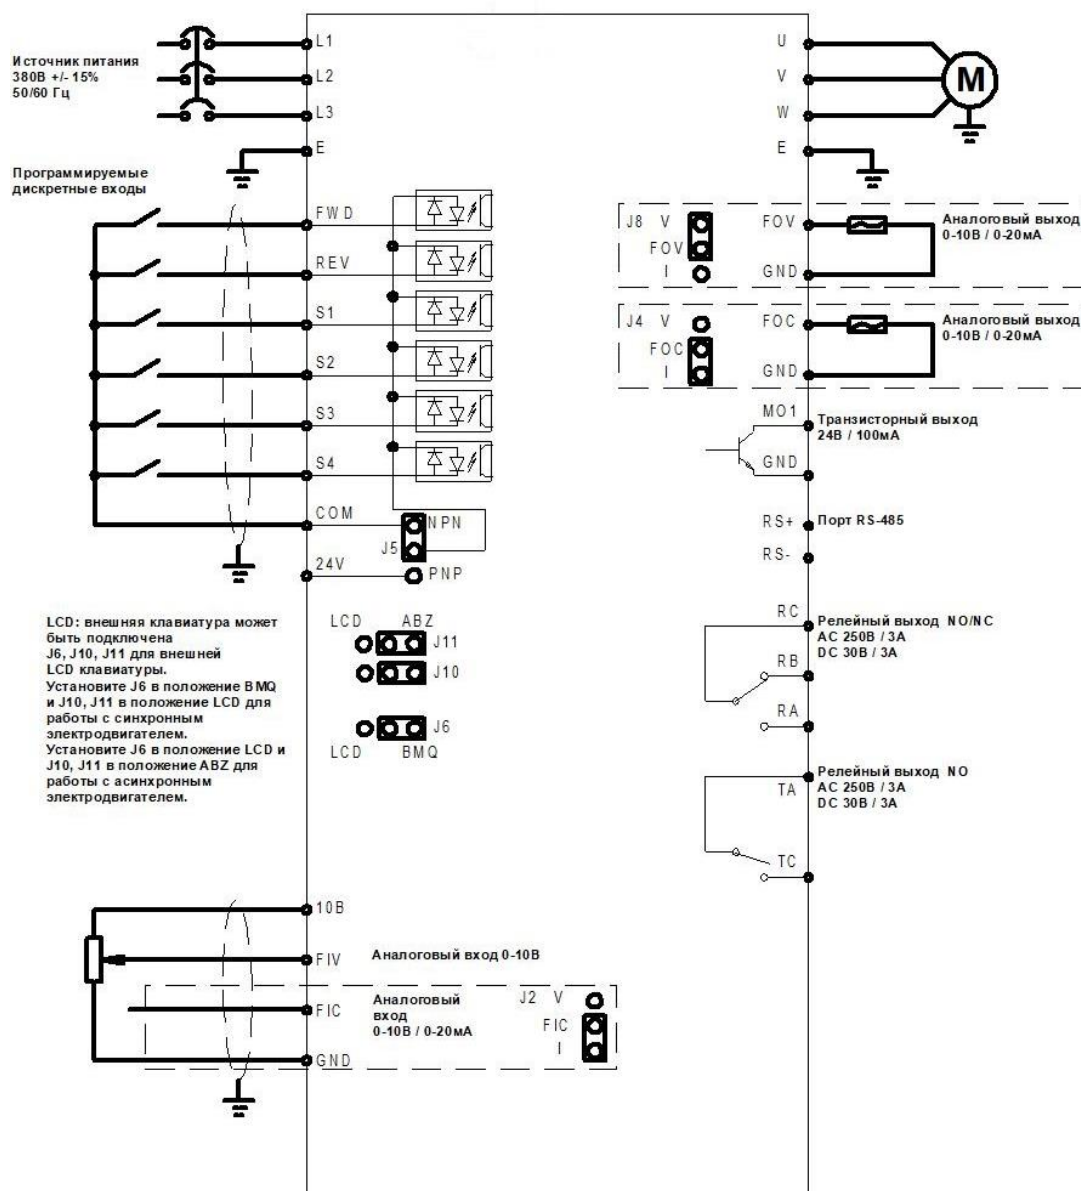 Источник питания
380В +/- 15%
50/60 Гц
L1
L2
L3
E
U
V
W
E
M
Программируемые
дискретные входы
FWD
REV
S1
S2
S3
S4
COM
24V
NPN
J5
PNP
J8 V
FOV
I
FOV
GND
Аналоговый выход
0-10В / 0-20мА
J4 V
FOC
I
FOC
GND
Аналоговый выход
0-10В / 0-20мА
MO1
GND
Транзисторный выход
24В / 100мА
RS+
RS-
Порт RS-485
LCD: внешняя клавиатура может
быть подключена
J6, J10, J11 для внешней
LCD клавиатуры.
Установите J6 в положение BMQ
и J10, J11 в положение LCD для
работы с синхронным
электродвигателем.
Установите J6 в положение LCD и
J10, J11 в положение ABZ для
работы с асинхронным
электродвигателем.
LCD ABZ
J11
J10
J6
LCD BMQ
RC
RB
RA
Релейный выход NO/NC
AC 250В / 3А
DC 30В / 3А
TA
TC
Релейный выход NO
AC 250В / 3А
DC 30В / 3А
10В
FIV
FIC
GND
Аналоговый вход 0-10В
Аналоговый
вход
0-10В / 0-20мА
J2 V
FIC
I